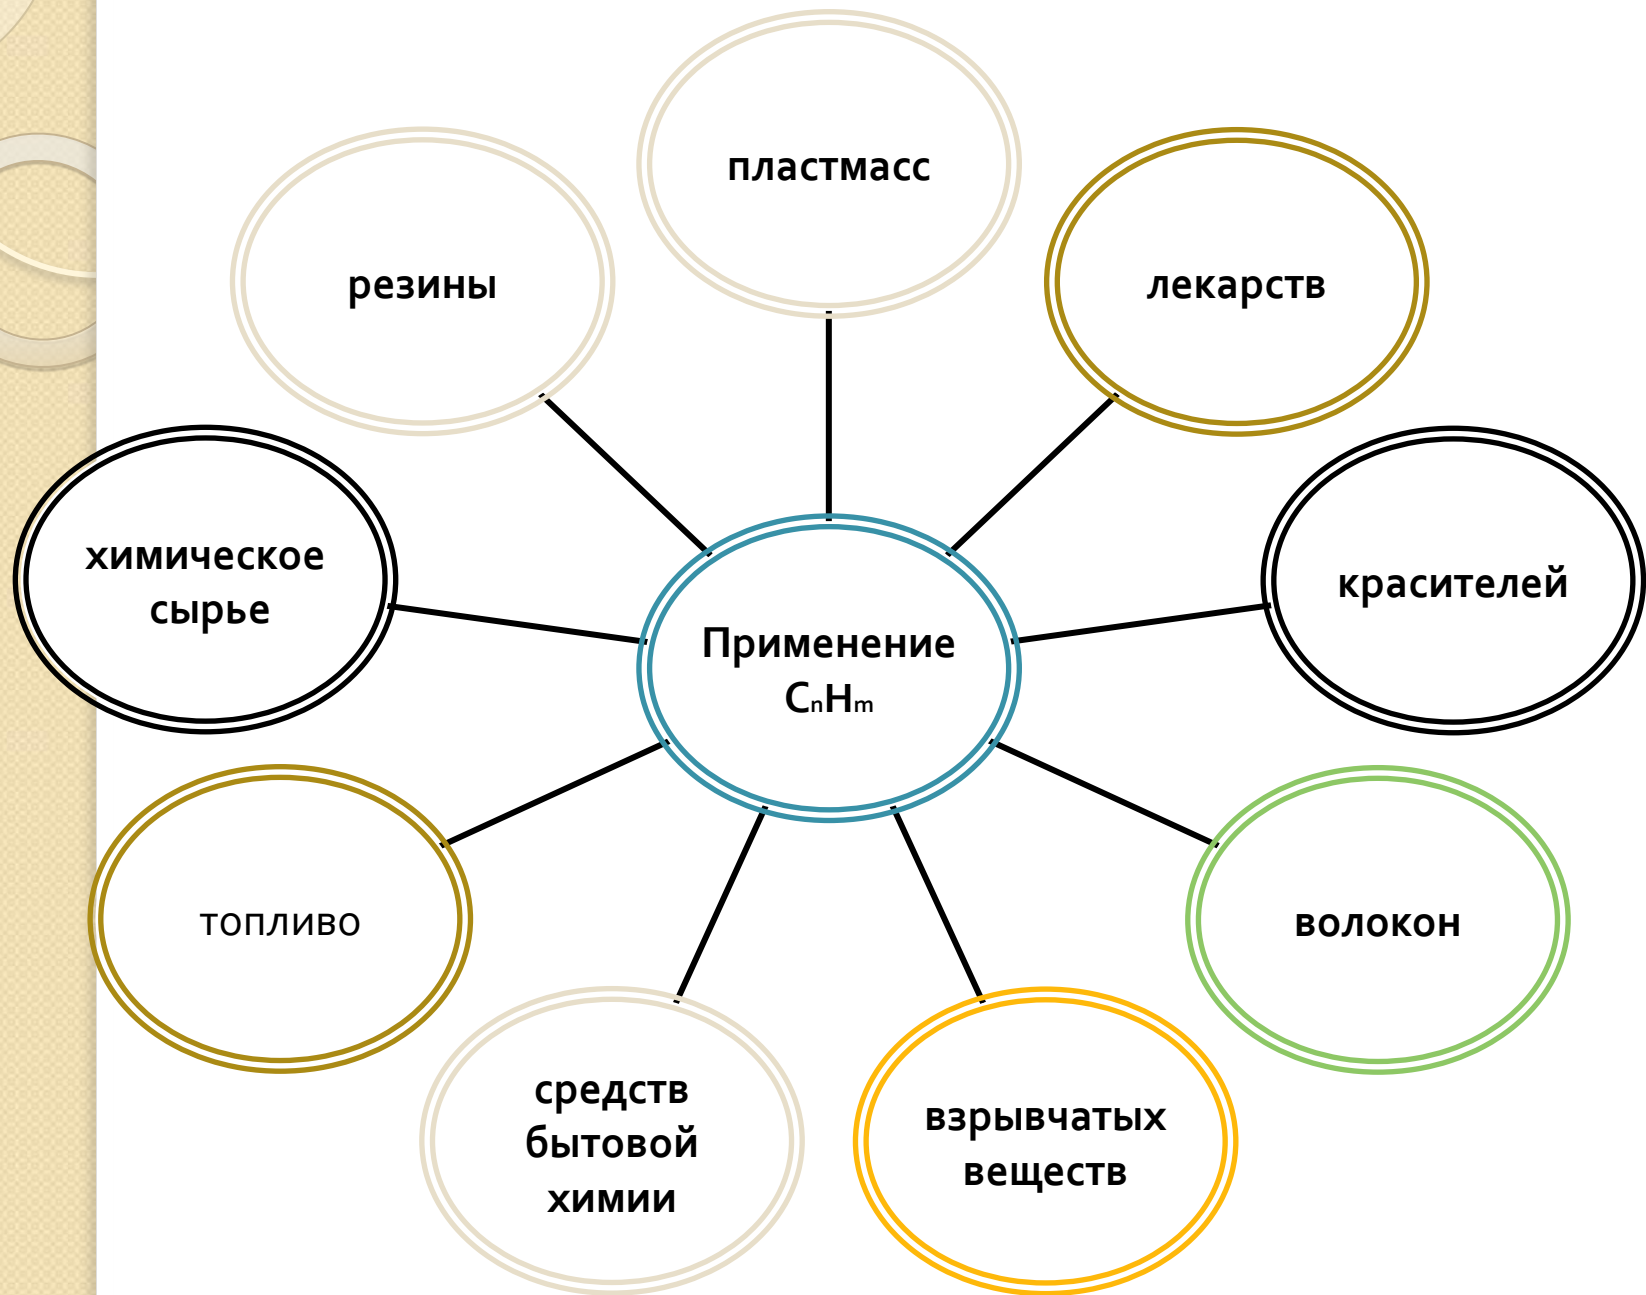 пластмасс
резины
лекарств
химическое
сырье
красителей
Применение
CₙHₘ
топливо
волокон
средств
бытовой
химии
взрывчатых
веществ